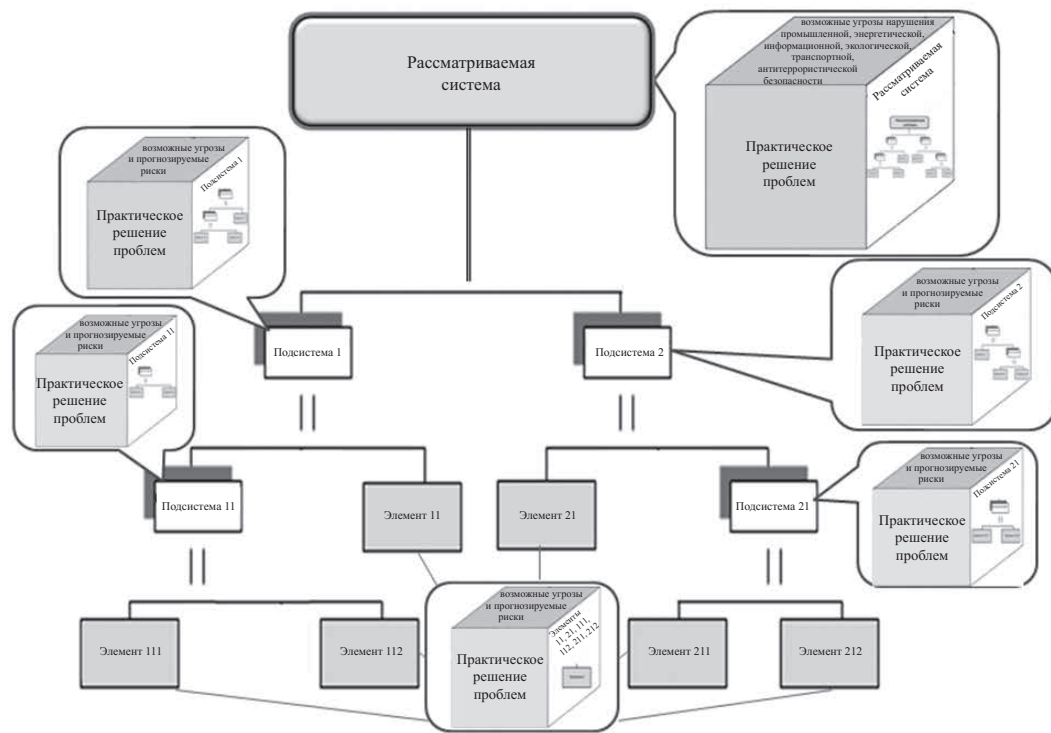 Рассматриваемая
система
возможные угрозы нарушения
промышленной, энергетической,
информационной, экологической,
транспортной,
антитеррористической
безопасности
Рассматриваемая
система
Практическое
решение
проблем
возможные угрозы
и прогнозируемые
риски
Подсистема 1
Практическое
решение
проблем
возможные угрозы
и прогнозируемые
риски
Подсистема 11
Практическое
решение
проблем
возможные угрозы
и прогнозируемые
риски
Подсистема 2
Практическое
решение
проблем
Подсистема 1
Подсистема 2
возможные угрозы
и прогнозируемые
риски
Подсистема 21
Практическое
решение
проблем
Подсистема 11
Элемент 11
Элемент 21
Подсистема 21
возможные угрозы
и прогнозируемые
риски
Элементы
11, 21, 111,
112, 211, 212
Практическое
решение
проблем
Элемент 111
Элемент 112
Элемент 211
Элемент 212